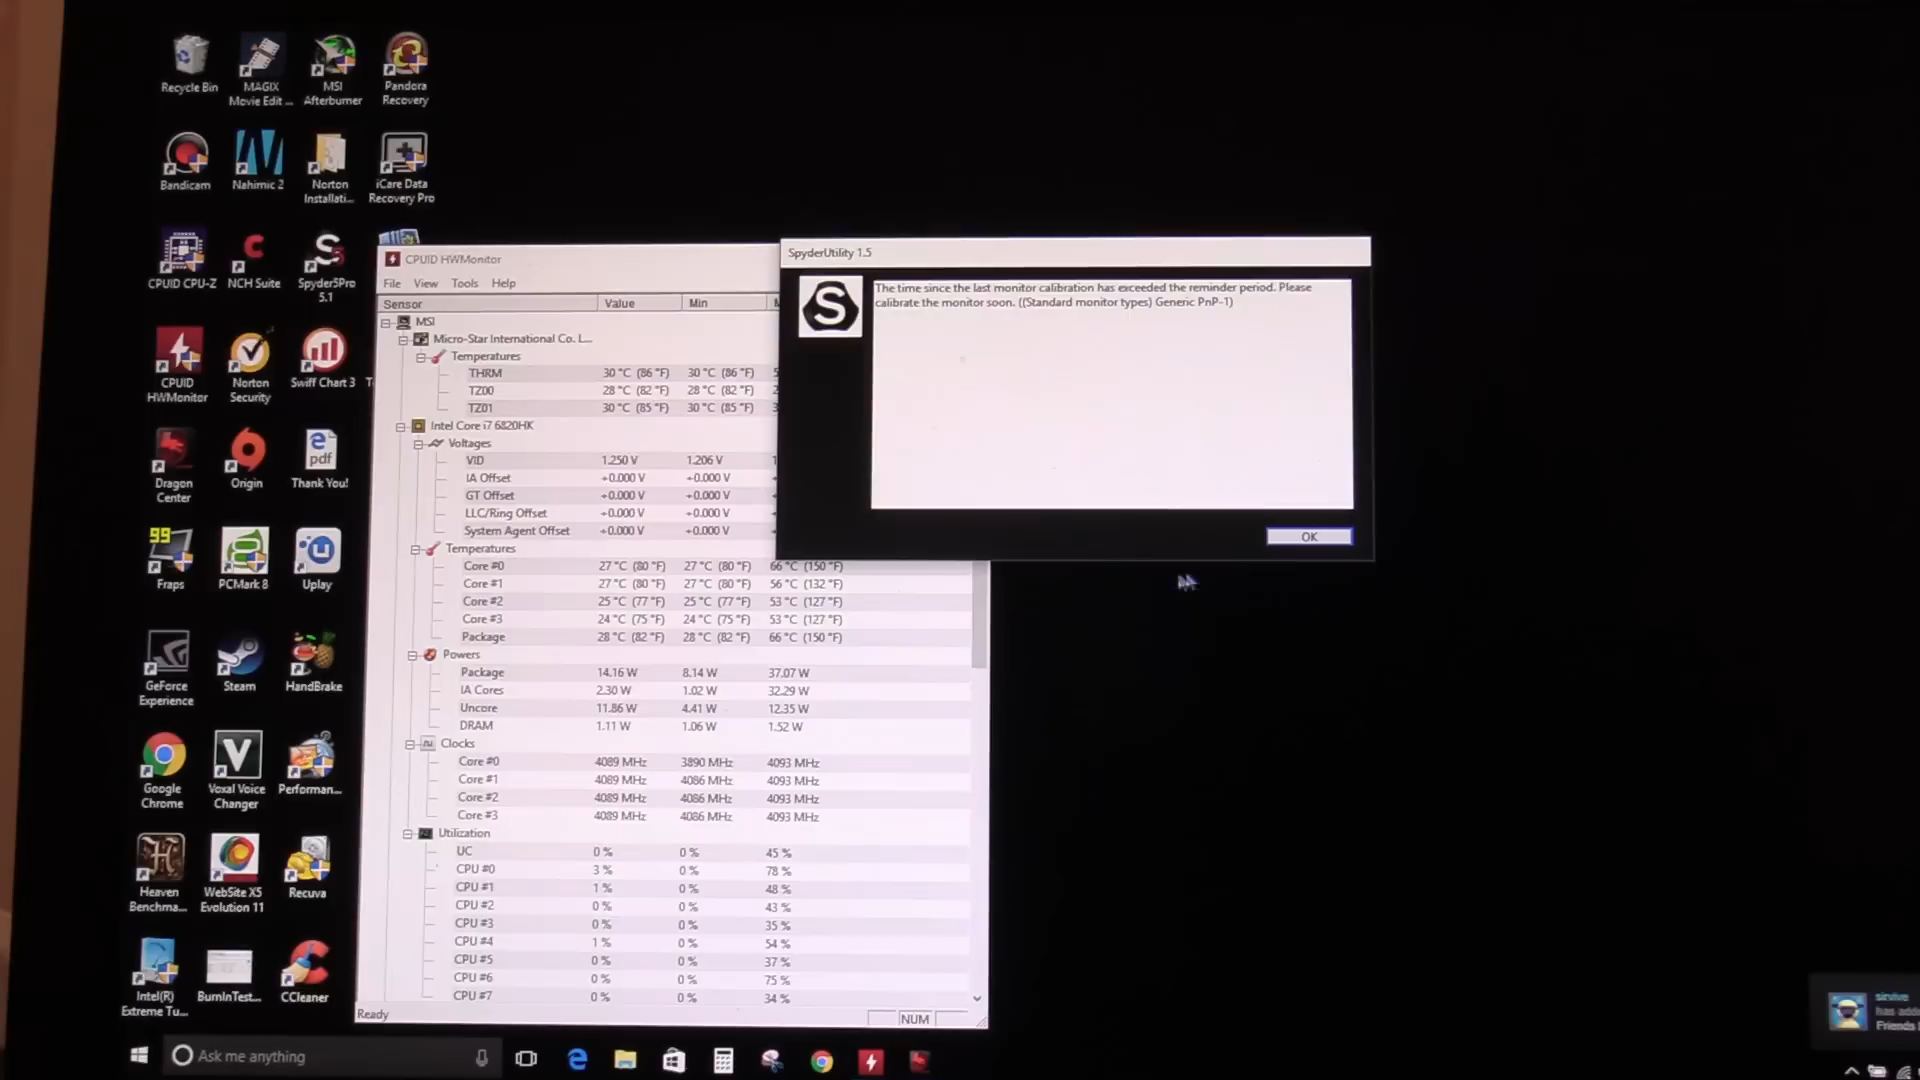 Recycle Bin
MAGIX
Movie Edit ...
MSI
Afterburner
Pandora
Recovery
Bandicam
Nahimic 2
Norton
Installati...
iCare Data
Recovery Pro
CPUID CPU-Z
NCH Suite
Spyder5Pro
5.1
CPUID
HWMonitor
Norton
Security
Swiff Chart 3
Dragon
Center
Origin
pdf
Thank You!
99
Fraps
PCMark 8
Uplay
GeForce
Experience
Steam
HandBrake
Google
Chrome
Voxal Voice
Changer
Performan...
Heaven
Benchma...
WebSite X5
Evolution 11
Recuva
Intel(R)
Extreme Tu...
BurnInTest...
CCleaner
CPUID HWMonitor
File View Tools Help
Sensor Value Min M
MSI
Micro-Star International Co. L...
Temperatures
THRM 30 °C (86 °F) 30 °C (86 °F) 5
TZ00 28 °C (82 °F) 28 °C (82 °F)
TZ01 30 °C (85 °F) 30 °C (85 °F)
Intel Core i7 6820HK
Voltages
VID 1.250 V 1.206 V 1
IA Offset +0.000 V +0.000 V
GT Offset +0.000 V +0.000 V
LLC/Ring Offset +0.000 V +0.000 V
System Agent Offset +0.000 V +0.000 V
Temperatures
Core #0 27 °C (80 °F) 27 °C (80 °F) 66 °C (150 °F)
Core #1 27 °C (80 °F) 27 °C (80 °F) 56 °C (132 °F)
Core #2 25 °C (77 °F) 25 °C (77 °F) 53 °C (127 °F)
Core #3 24 °C (75 °F) 24 °C (75 °F) 53 °C (127 °F)
Package 28 °C (82 °F) 28 °C (82 °F) 66 °C (150 °F)
Powers
Package 14.16 W 8.14 W 37.07 W
IA Cores 2.30 W 1.02 W 32.29 W
Uncore 11.86 W 4.41 W 12.35 W
DRAM 1.11 W 1.06 W 1.52 W
Clocks
Core #0 4089 MHz 3890 MHz 4093 MHz
Core #1 4089 MHz 4086 MHz 4093 MHz
Core #2 4089 MHz 4086 MHz 4093 MHz
Core #3 4089 MHz 4086 MHz 4093 MHz
Utilization
UC 0 % 0 % 45 %
CPU #0 3 % 0 % 78 %
CPU #1 1 % 0 % 48 %
CPU #2 0 % 0 % 43 %
CPU #3 0 % 0 % 35 %
CPU #4 1 % 0 % 54 %
CPU #5 0 % 0 % 37 %
CPU #6 0 % 0 % 75 %
CPU #7 0 % 0 % 34 %
Ready NUM
SpyderUtility 1.5
The time since the last monitor calibration has exceeded the reminder period. Please
calibrate the monitor soon. ((Standard monitor types) Generic PnP-1)
OK
sirvive
has add
Friends
Ask me anything